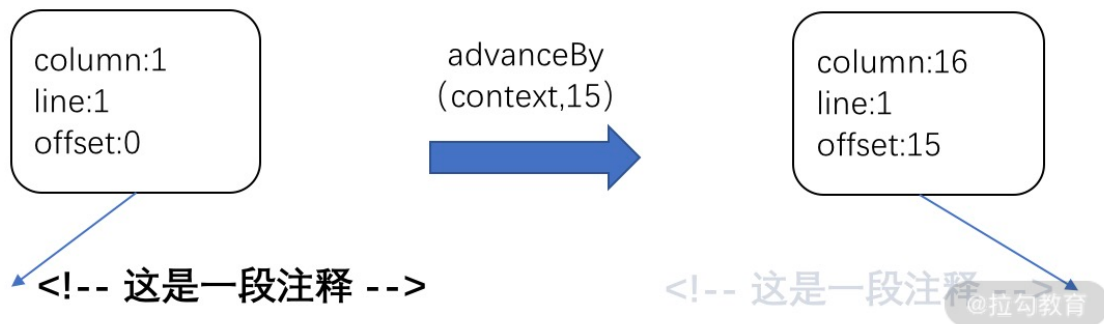 column:1
line:1
offset:0
advanceBy
（context,15）
column:16
line:1
offset:15
<!-- 这是一段注释 -->
<!-- 这是一段注释 -->
@拉勾教育